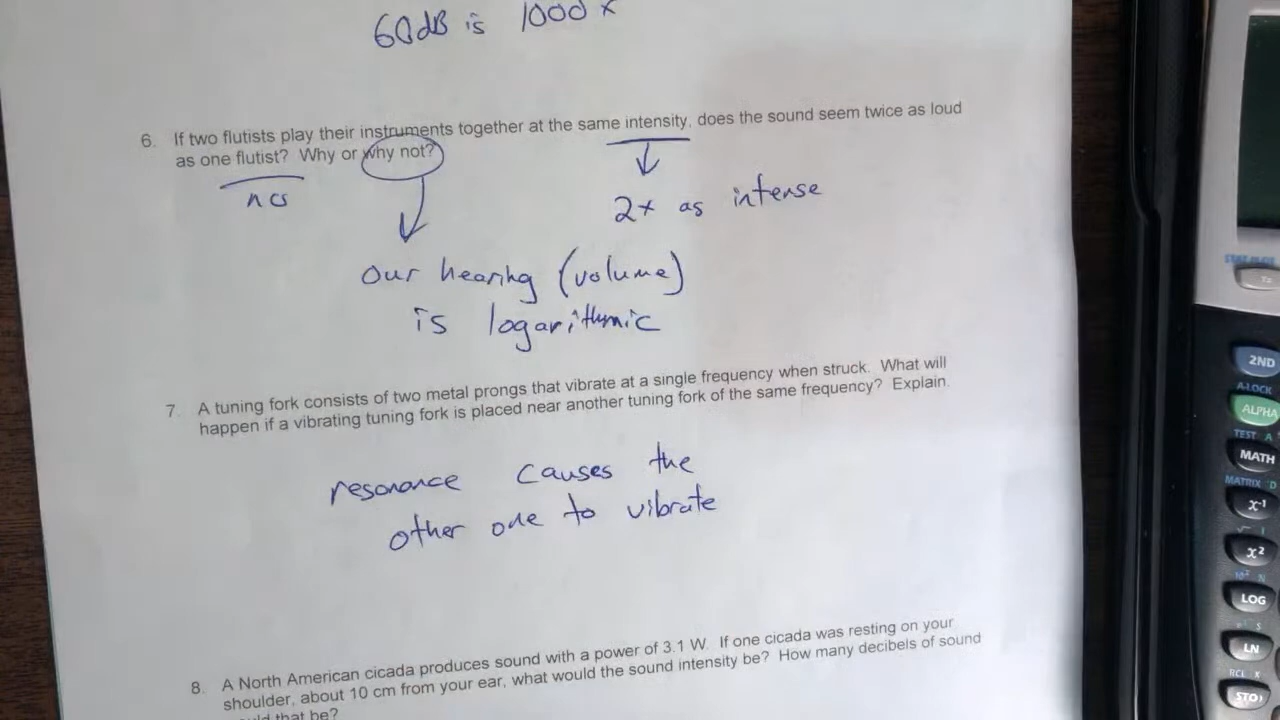 60dB is 1000 x
6. If two flutists play their instruments together at the same intensity, does the sound seem twice as loud
as one flutist? Why or why not?
2x as intense
our hearing (volume)
is logarithmic
7. A tuning fork consists of two metal prongs that vibrate at a single frequency when struck. What will
happen if a vibrating tuning fork is placed near another tuning fork of the same frequency? Explain.
resonance causes the
other one to vibrate
8. A North American cicada produces sound with a power of 3.1 W. If one cicada was resting on your
shoulder, about 10 cm from your ear, what would the sound intensity be? How many decibels of sound
that be?
2ND
A-LOCK
ALPHA
TEST A
MATH
MATRIX D
x⁻¹
x²
LOG
LN
RCL X
STO